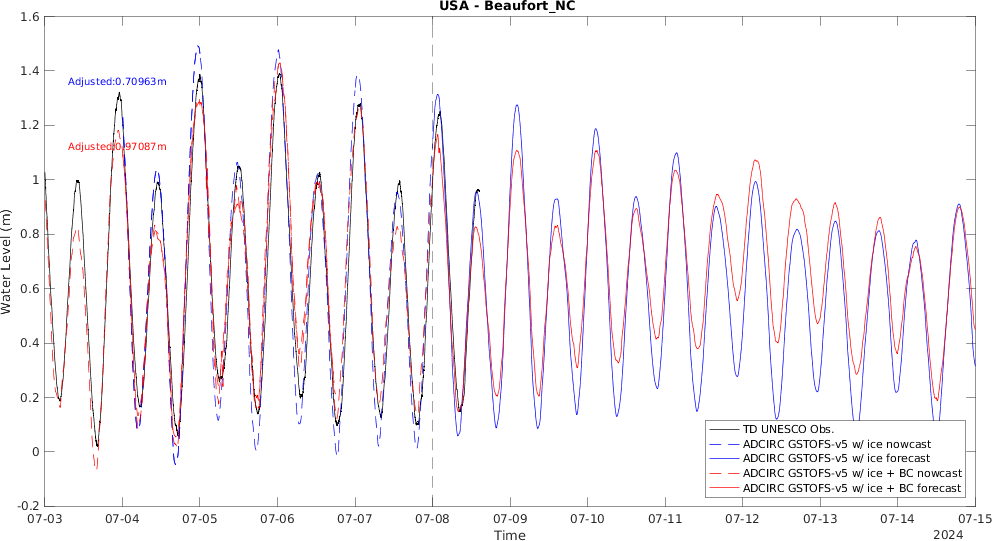 USA - Beaufort_NC
1.6
1.4
1.2
1
0.8
0.6
0.4
0.2
0
-0.2
Water Level (m)
Adjusted:0.70963m
Adjusted:0.97087m
TD UNESCO Obs.
ADCIRC GSTOFS-v5 w/ ice nowcast
ADCIRC GSTOFS-v5 w/ ice forecast
ADCIRC GSTOFS-v5 w/ ice + BC nowcast
ADCIRC GSTOFS-v5 w/ ice + BC forecast
07-03 07-04 07-05 07-06 07-07 07-08 07-09 07-10 07-11 07-12 07-13 07-14 07-15
Time
2024